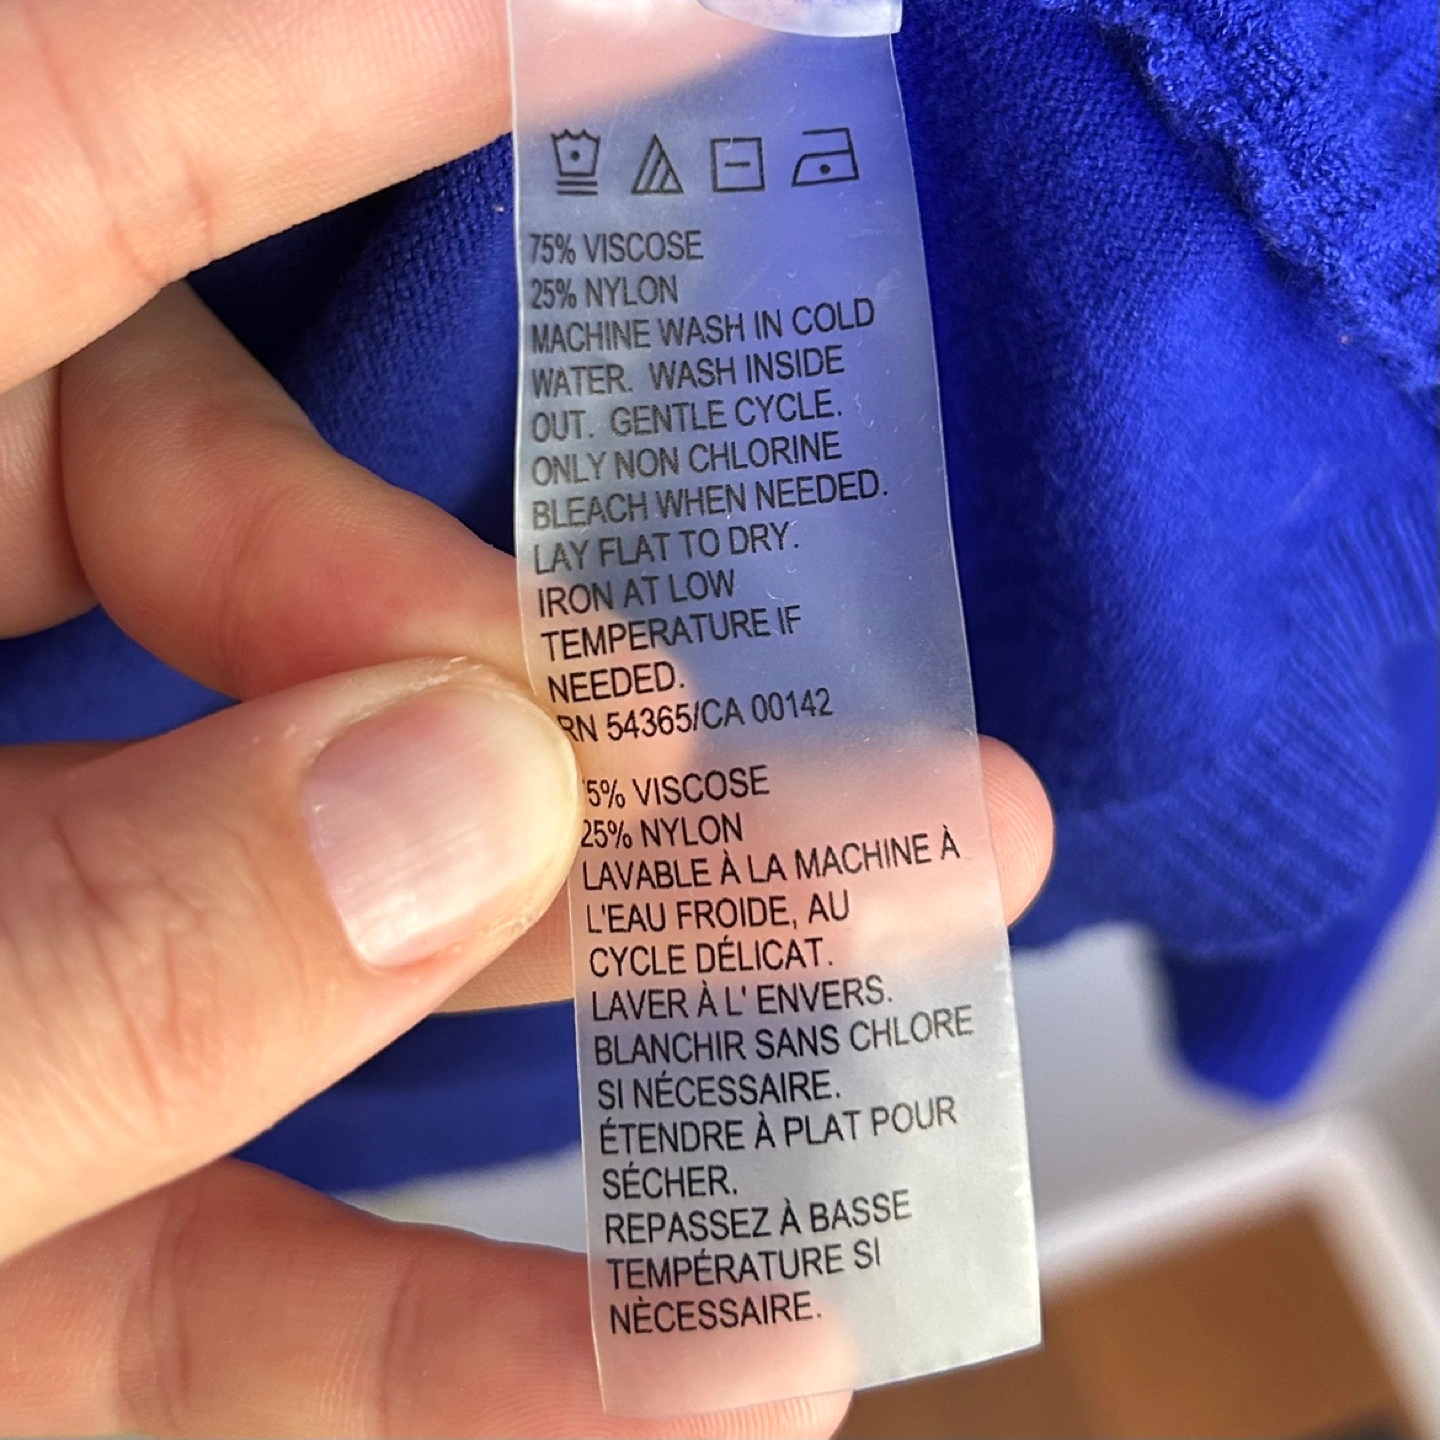 75% VISCOSE
25% NYLON
MACHINE WASH IN COLD
WATER. WASH INSIDE
OUT. GENTLE CYCLE.
ONLY NON CHLORINE
BLEACH WHEN NEEDED.
LAY FLAT TO DRY.
IRON AT LOW
TEMPERATURE IF
NEEDED.
RN 54365/CA 00142
5% VISCOSE
25% NYLON
LAVABLE À LA MACHINE À
L'EAU FROIDE, AU
CYCLE DÉLICAT.
LAVER À L' ENVERS.
BLANCHIR SANS CHLORE
SI NÉCESSAIRE.
ÉTENDRE À PLAT POUR
SÉCHER.
REPASSEZ À BASSE
TEMPÉRATURE SI
NÈCESSAIRE.